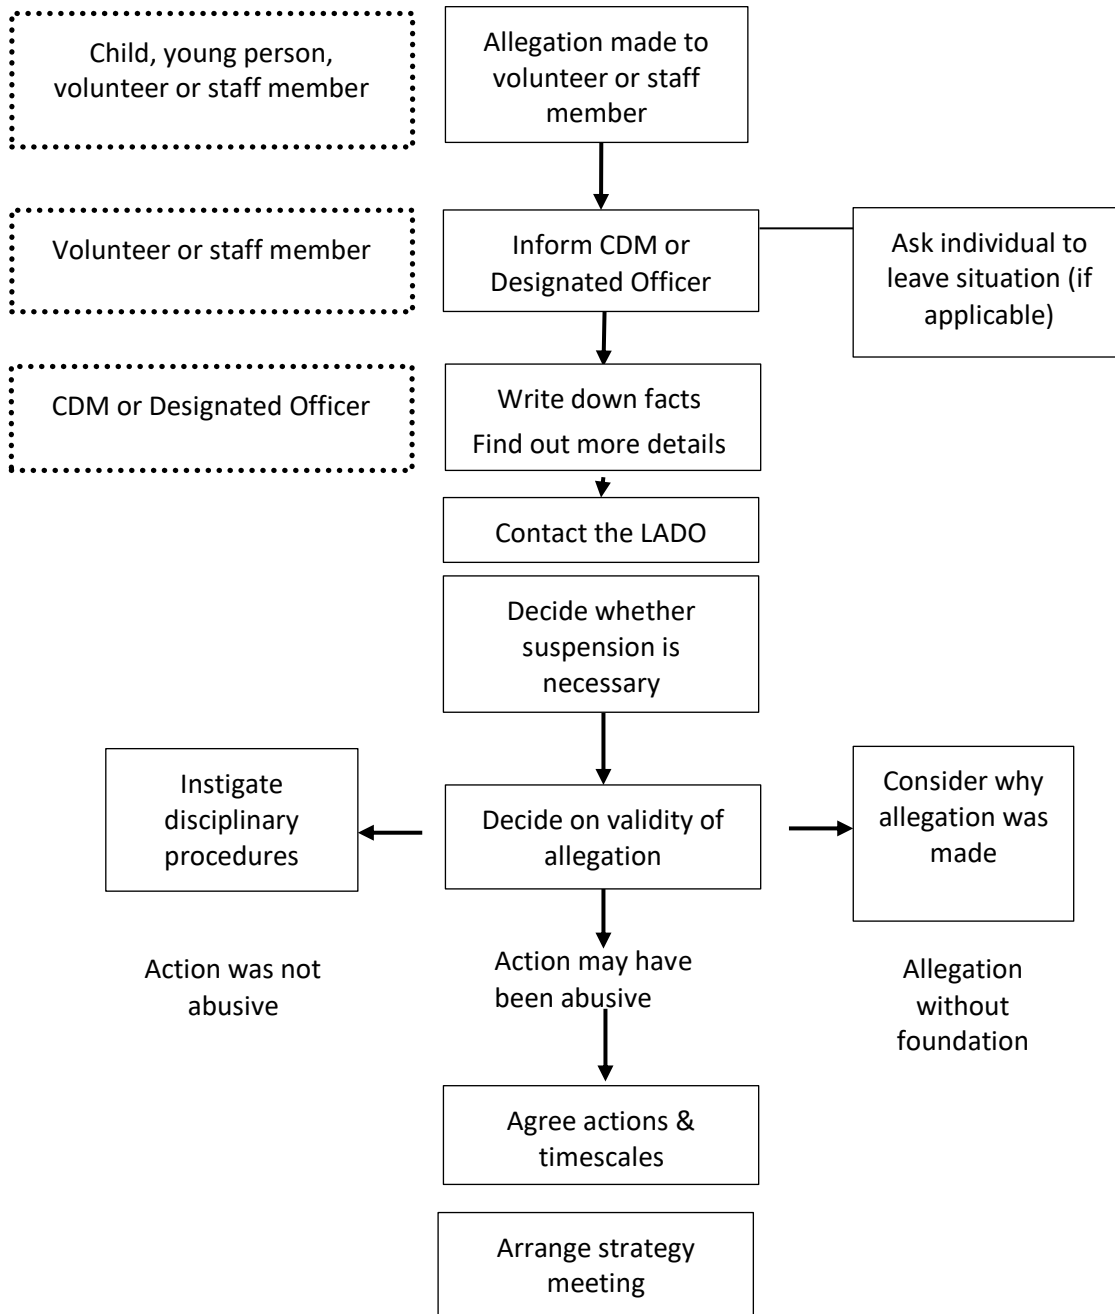 Child, young person,
volunteer or staff member
Allegation made to
volunteer or staff
member
Volunteer or staff member
Inform CDM or
Designated Officer
Ask individual to
leave situation (if
applicable)
CDM or Designated Officer
Write down facts
Find out more details
Contact the LADO
Decide whether
suspension is
necessary
Instigate
disciplinary
procedures
Decide on validity of
allegation
Consider why
allegation was
made
Action was not
abusive
Action may have
been abusive
Allegation
without
foundation
Agree actions &
timescales
Arrange strategy
meeting